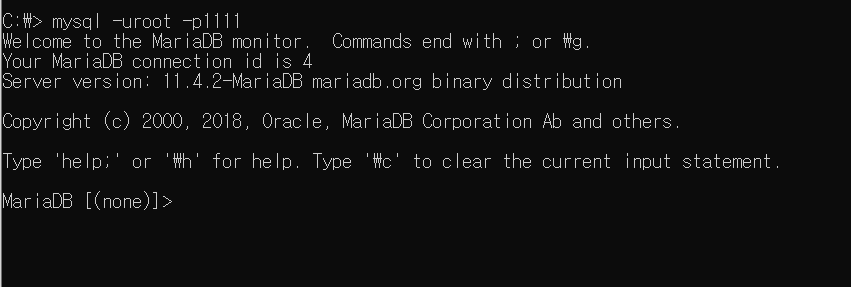 C:₩> mysql -uroot -p1111
Welcome to the MariaDB monitor.  Commands end with ; or ₩g.
Your MariaDB connection id is 4
Server version: 11.4.2-MariaDB mariadb.org binary distribution
Copyright (c) 2000, 2018, Oracle, MariaDB Corporation Ab and others.
Type 'help;' or '₩h' for help. Type '₩c' to clear the current input statement.
MariaDB [(none)]>